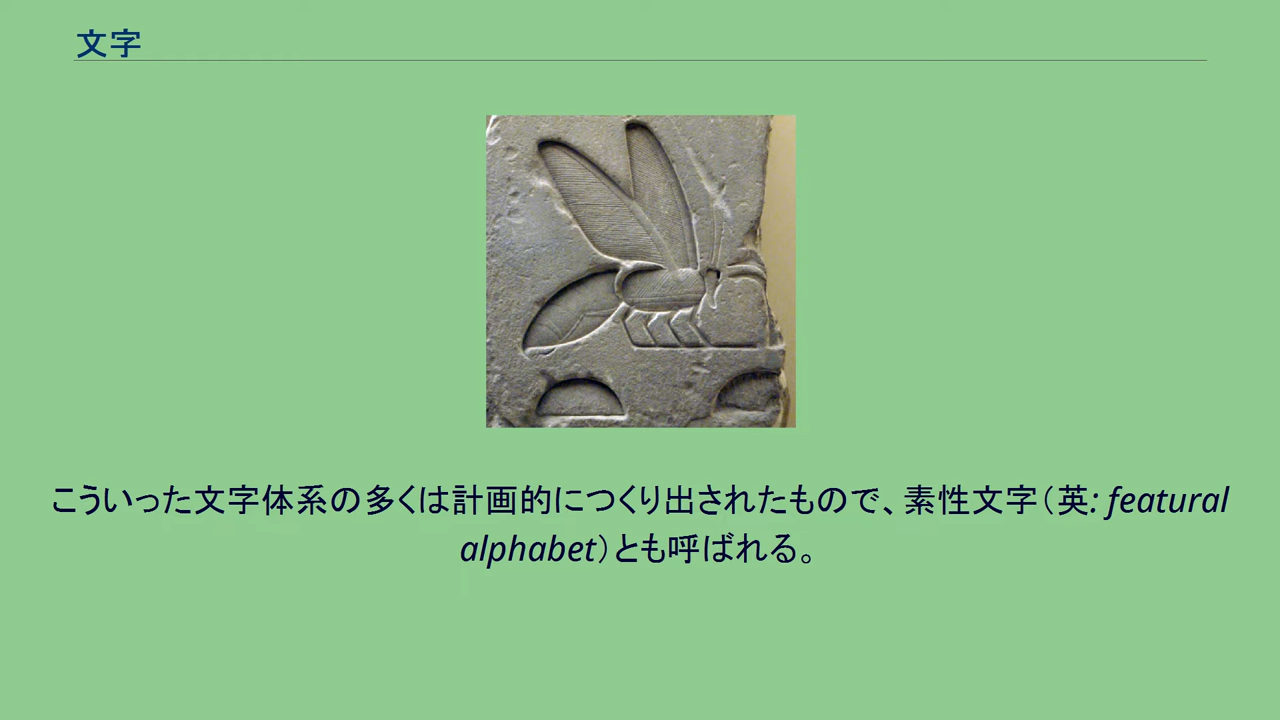 文字
こういった文字体系の多くは計画的につくり出されたもので、素性文字（英: featural
alphabet）とも呼ばれる。